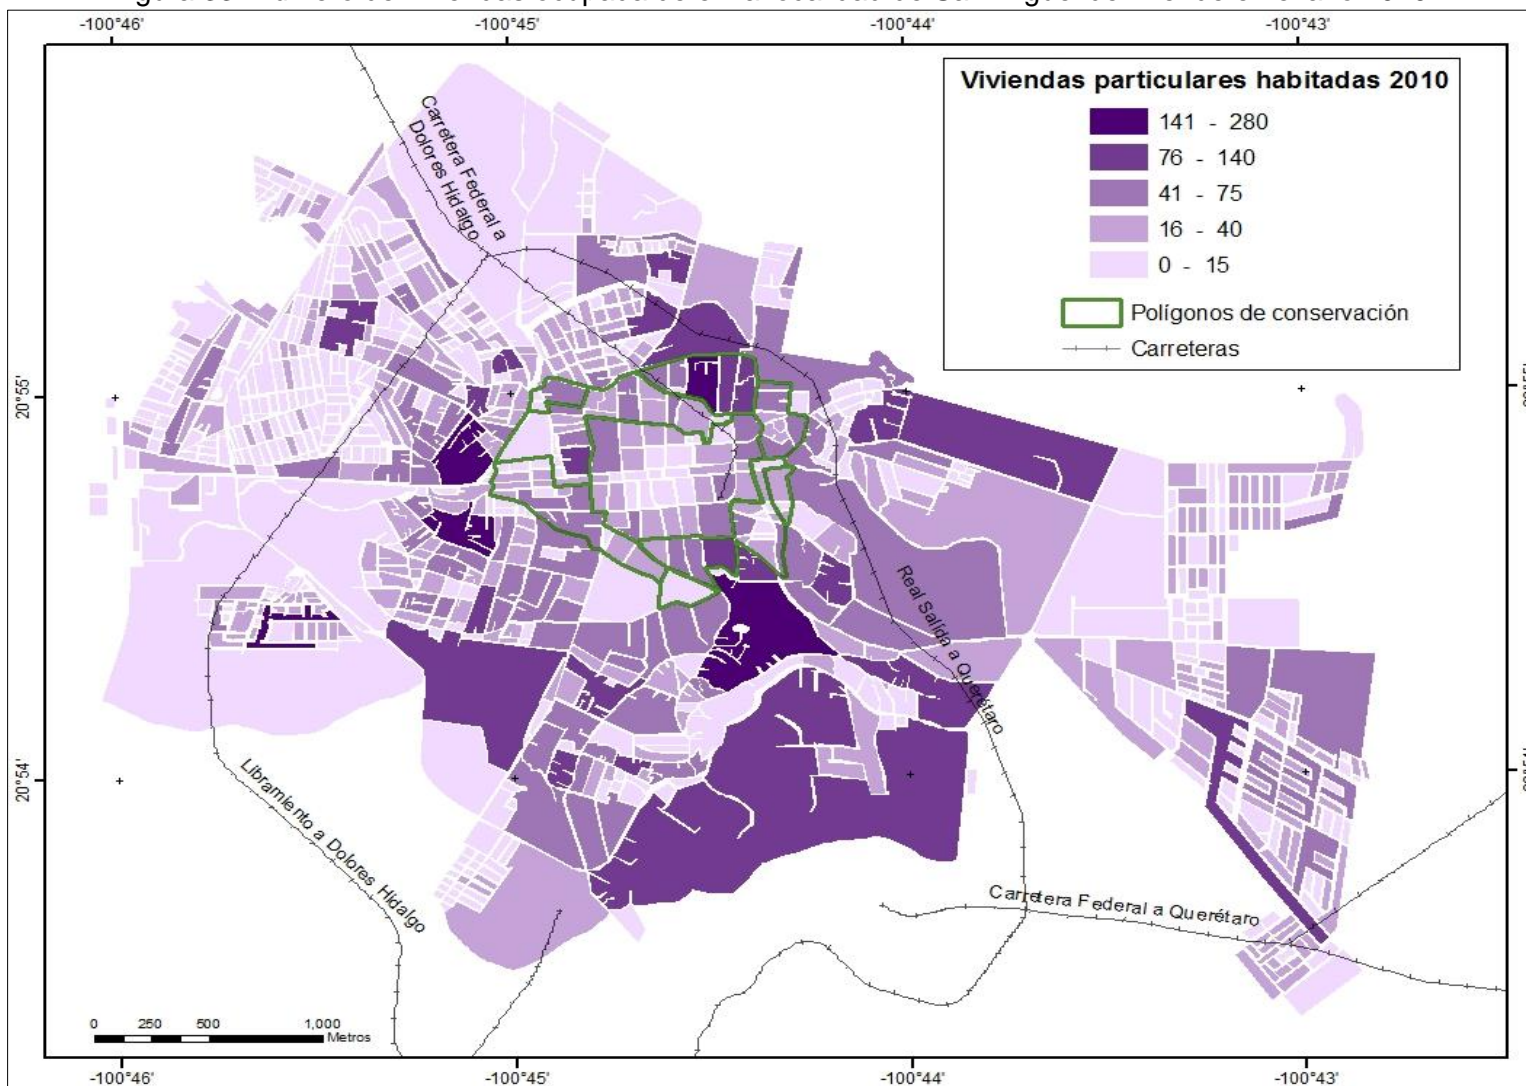 -100°46' -100°45' -100°44' -100°43'
Viviendas particulares habitadas 2010
141 - 280
76 - 140
41 - 75
16 - 40
0 - 15
Polígonos de conservación
Carreteras
Carretera Federal a
Dolores Hidalgo
20°55'
Real Salida a Querétaro
20°54'
Libramiento a Dolores Hidalgo
Carretera Federal a Querétaro
0 250 500 1,000
Metros
-100°46' -100°45' -100°44' -100°43'